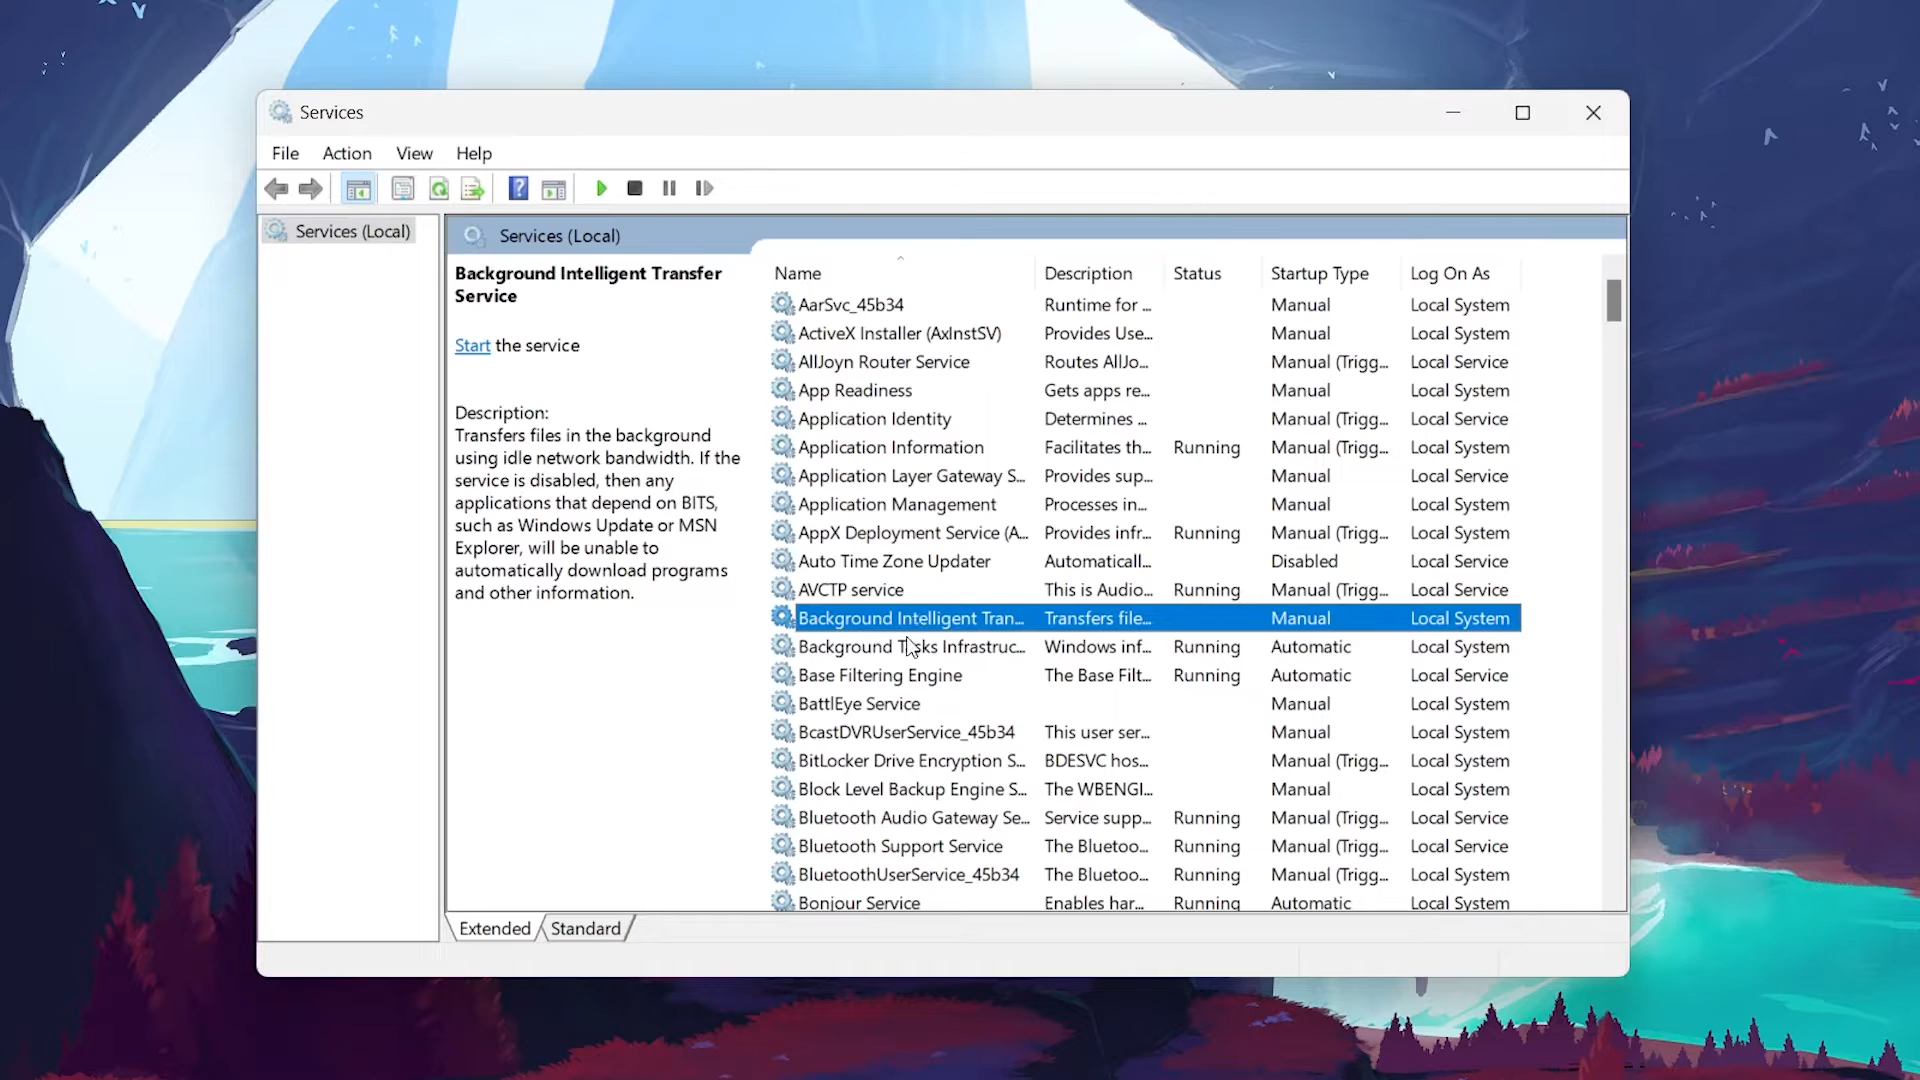 Services
File Action View Help
Services (Local)
Services (Local)
Background Intelligent Transfer
Service
Start the service
Description:
Transfers files in the background
using idle network bandwidth. If the
service is disabled, then any
applications that depend on BITS,
such as Windows Update or MSN
Explorer, will be unable to
automatically download programs
and other information.
Name Description Status Startup Type Log On As
AarSvc_45b34 Runtime for ... Manual Local System
ActiveX Installer (AxInstSV) Provides Use... Manual Local System
AllJoyn Router Service Routes AllJo... Manual (Trigg... Local Service
App Readiness Gets apps re... Manual Local System
Application Identity Determines ... Manual (Trigg... Local Service
Application Information Facilitates th... Running Manual (Trigg... Local System
Application Layer Gateway S... Provides sup... Manual Local Service
Application Management Processes in... Manual Local System
AppX Deployment Service (A... Provides infr... Running Manual (Trigg... Local System
Auto Time Zone Updater Automaticall... Disabled Local Service
AVCTP service This is Audio... Running Manual (Trigg... Local Service
Background Intelligent Tran... Transfers file... Manual Local System
Background Tasks Infrastruc... Windows inf... Running Automatic Local System
Base Filtering Engine The Base Filt... Running Automatic Local Service
BattlEye Service Manual Local System
BcastDVRUserService_45b34 This user ser... Manual Local System
BitLocker Drive Encryption S... BDESVC hos... Manual (Trigg... Local System
Block Level Backup Engine S... The WBENGI... Manual Local System
Bluetooth Audio Gateway Se... Service supp... Running Manual (Trigg... Local Service
Bluetooth Support Service The Bluetoo... Running Manual (Trigg... Local Service
BluetoothUserService_45b34 The Bluetoo... Running Manual (Trigg... Local System
Bonjour Service Enables har... Running Automatic Local System
Extended Standard